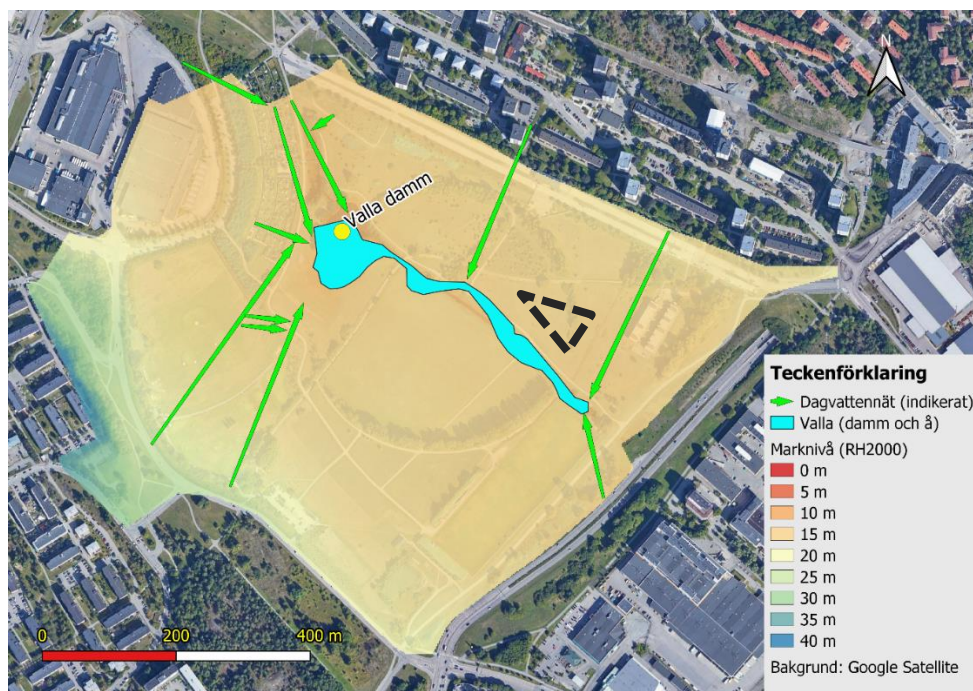 N
Valla damm
Teckenförklaring
Dagvattennät (indikerat)
Valla (damm och å)
Marknivå (RH2000)
0 m
5 m
10 m
15 m
20 m
25 m
30 m
35 m
40 m
Bakgrund: Google Satellite
0 200 400 m